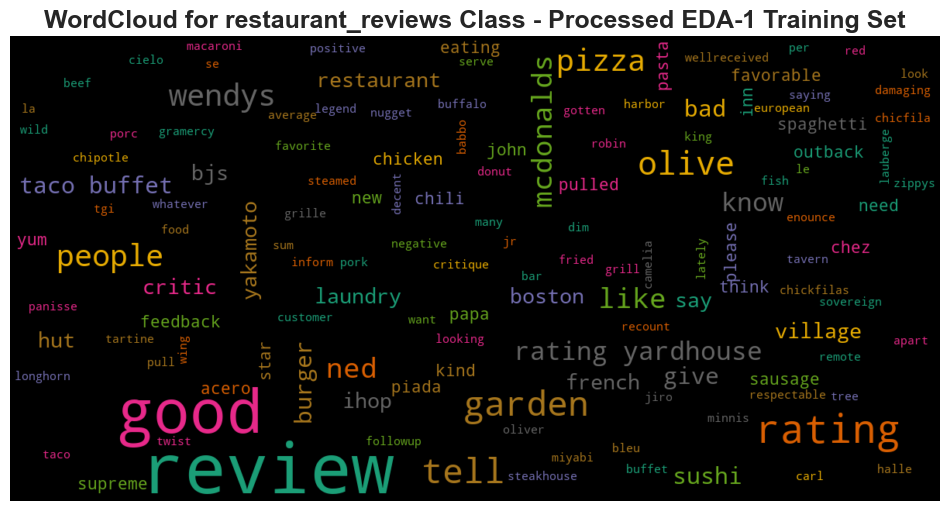 WordCloud for restaurant_reviews Class - Processed EDA-1 Training Set
macaroni
positive
eating
pasta
pizza
wellreceived
per
red
cielo
se
serve
look
beef
wendys
restaurant
mcdonalds
favorable
damaging
la
average
legend
nugget
buffalo
gotten
harbor
bad
inn
saying
european
chicfila
wild
porc
gramercy
favorite
babbo
john
robin
king
spaghetti
lauberge
chipotle
chicken
olive
outback
taco buffet
bjs
steamed
decent
donut
pulled
fish
le
zippys
tgi
whatever
yakamoto
grille
new
chili
know
need
enounce
yum
food
sum
negative
many
jr
dim
please
chez
people
inform
pork
critique
fried
grill
camelia
lately
tavern
critic
laundry
bar
boston
like
say
think
chickfilas
sovereign
panisse
feedback
customer
want
papa
recount
village
apart
hut
tartine
wing
star
burger
looking
rating yardhouse
remote
longhorn
pull
ned
kind
french
give
sausage
acero
piada
jiro
respectable
tree
good
ihop
garden
oliver
minnis
rating
twist
followup
bleu
taco
review
tell
miyabi
buffet
sushi
carl
halle
supreme
steakhouse